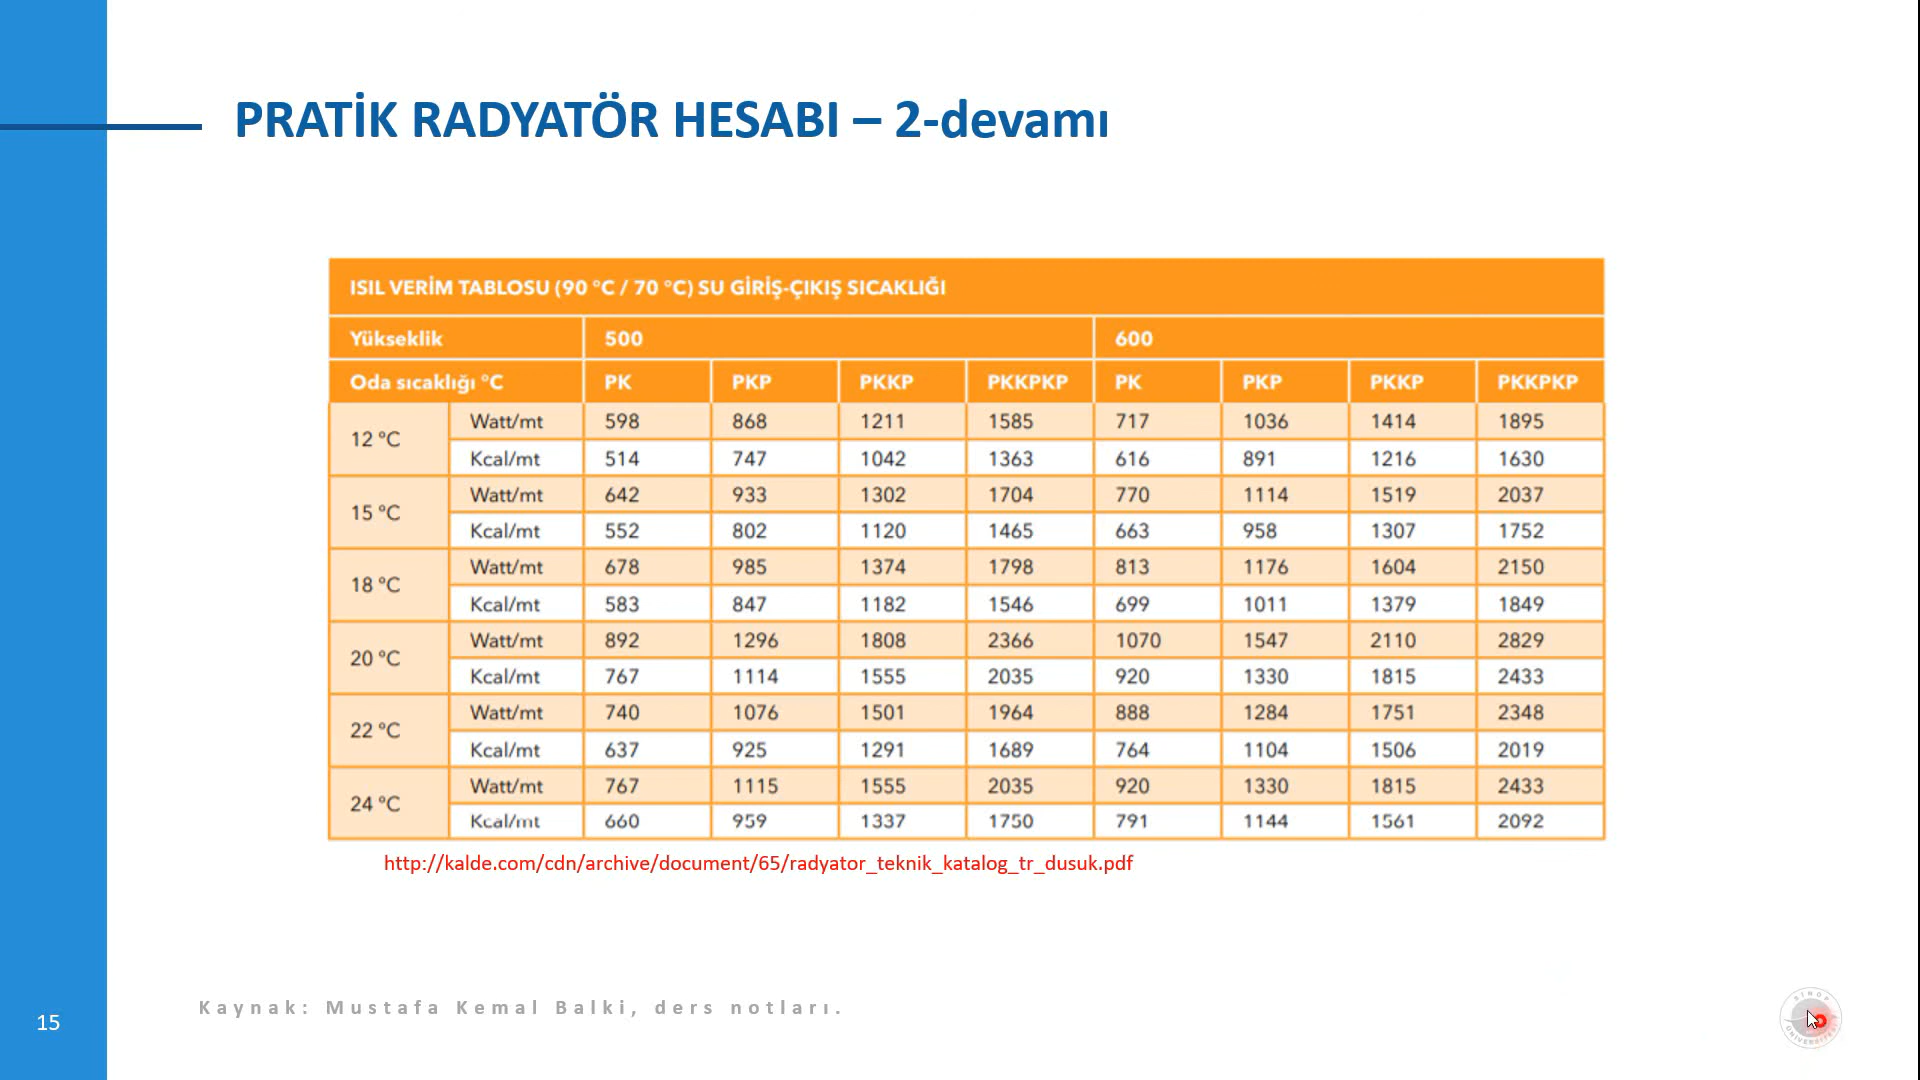 PRATİK RADYATÖR HESABI – 2-devamı
ISIL VERİM TABLOSU (90 °C / 70 °C) SU GİRİŞ-ÇIKIŞ SICAKLIĞI
Yükseklik 500 600
Oda sıcaklığı °C PK PKP PKKP PKKPKP PK PKP PKKP PKKPKP
12 °C Watt/mt 598 868 1211 1585 717 1036 1414 1895
Kcal/mt 514 747 1042 1363 616 891 1216 1630
15 °C Watt/mt 642 933 1302 1704 770 1114 1519 2037
Kcal/mt 552 802 1120 1465 663 958 1307 1752
18 °C Watt/mt 678 985 1374 1798 813 1176 1604 2150
Kcal/mt 583 847 1182 1546 699 1011 1379 1849
20 °C Watt/mt 892 1296 1808 2366 1070 1547 2110 2829
Kcal/mt 767 1114 1555 2035 920 1330 1815 2433
22 °C Watt/mt 740 1076 1501 1964 888 1284 1751 2348
Kcal/mt 637 925 1291 1689 764 1104 1506 2019
24 °C Watt/mt 767 1115 1555 2035 920 1330 1815 2433
Kcal/mt 660 959 1337 1750 791 1144 1561 2092
http://kalde.com/cdn/archive/document/65/radyator_teknik_katalog_tr_dusuk.pdf
Kaynak: Mustafa Kemal Balki, ders notları.
15
SİNOP